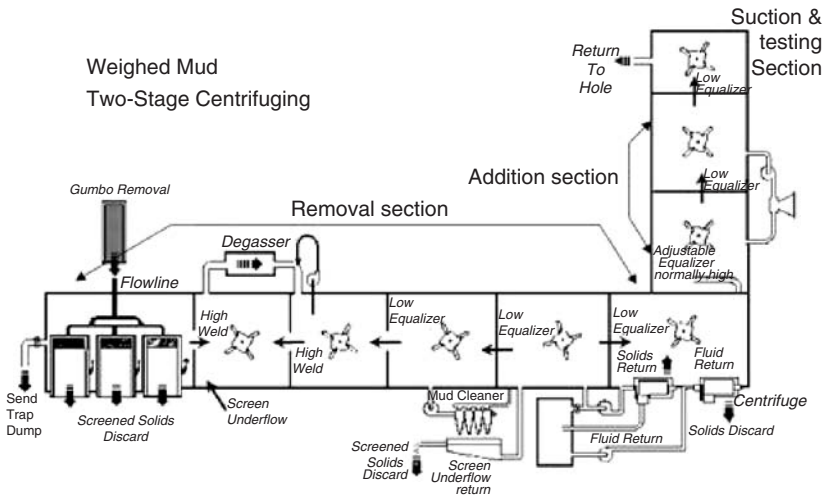 Suction &
testing
Section
Weighed Mud
Two-Stage Centrifuging
Return
To
Hole
Low
Equalizer
Addition section
Low
Equalizer
Gumbo Removal
Removal section
Degasser
Flowline
Adjustable
Equalizer
normally high
High
Weld
High
Weld
Low
Equalizer
Low
Equalizer
Low
Equalizer
Solids
Return
Fluid
Return
Send
Trap
Dump
Screened Solids
Discard
Screen
Underflow
Mud Cleaner
Screened
Solids
Discard
Screen
Underflow
return
Fluid Return
Centrifuge
Solids Discard